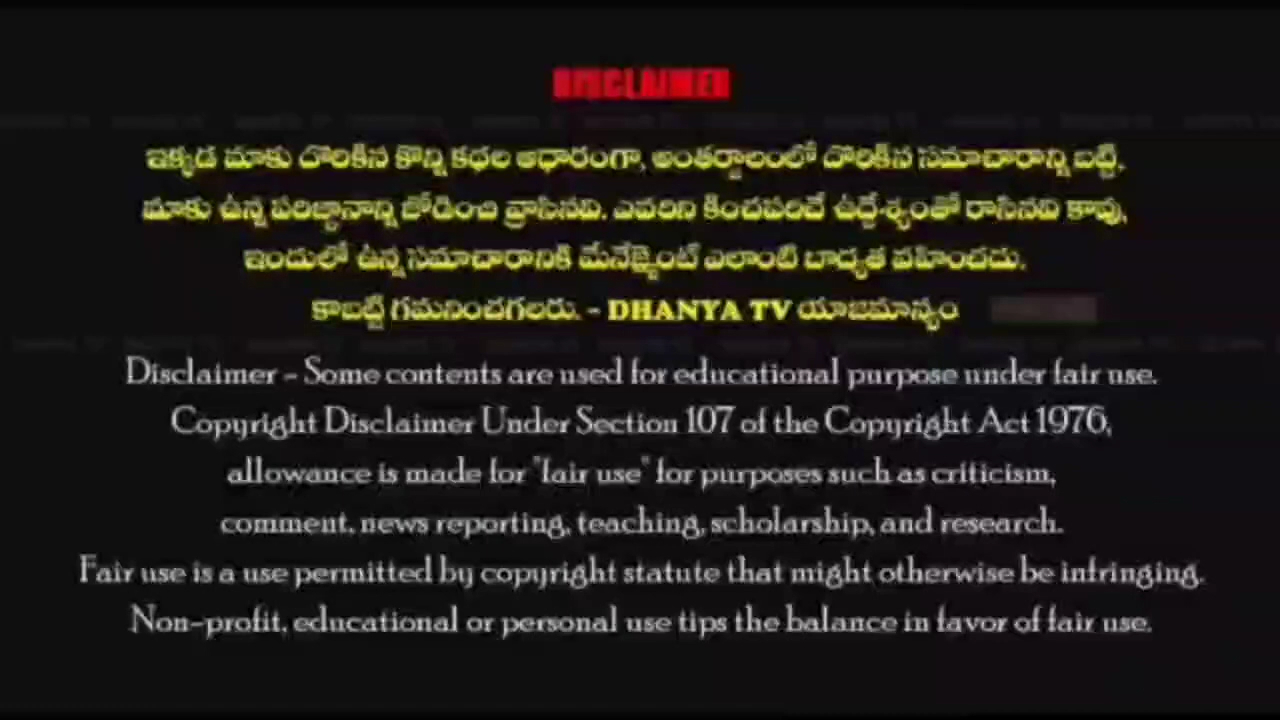 DISCLAIMER
ఇక్కడ మాకు దొరికిన కొన్ని కథల ఆధారంగా, అంతర్జాలంలో దొరికిన సమాచారాన్ని బట్టి,
మాకు ఉన్న పరిజ్ఞానాన్ని జోడించి వ్రాసినవి. ఎవరిని కించపరిచే ఉద్దేశ్యంతో రాసినవి కావు,
ఇందులో ఉన్న సమాచారానికి మేనేజ్మెంట్ ఎలాంటి బాధ్యత వహించదు.
కాబట్టి గమనించగలరు. - DHANYA TV యాజమాన్యం
Disclaimer - Some contents are used for educational purpose under fair use.
Copyright Disclaimer Under Section 107 of the Copyright Act 1976,
allowance is made for "fair use" for purposes such as criticism,
comment, news reporting, teaching, scholarship, and research.
Fair use is a use permitted by copyright statute that might otherwise be infringing.
Non-profit, educational or personal use tips the balance in favor of fair use.